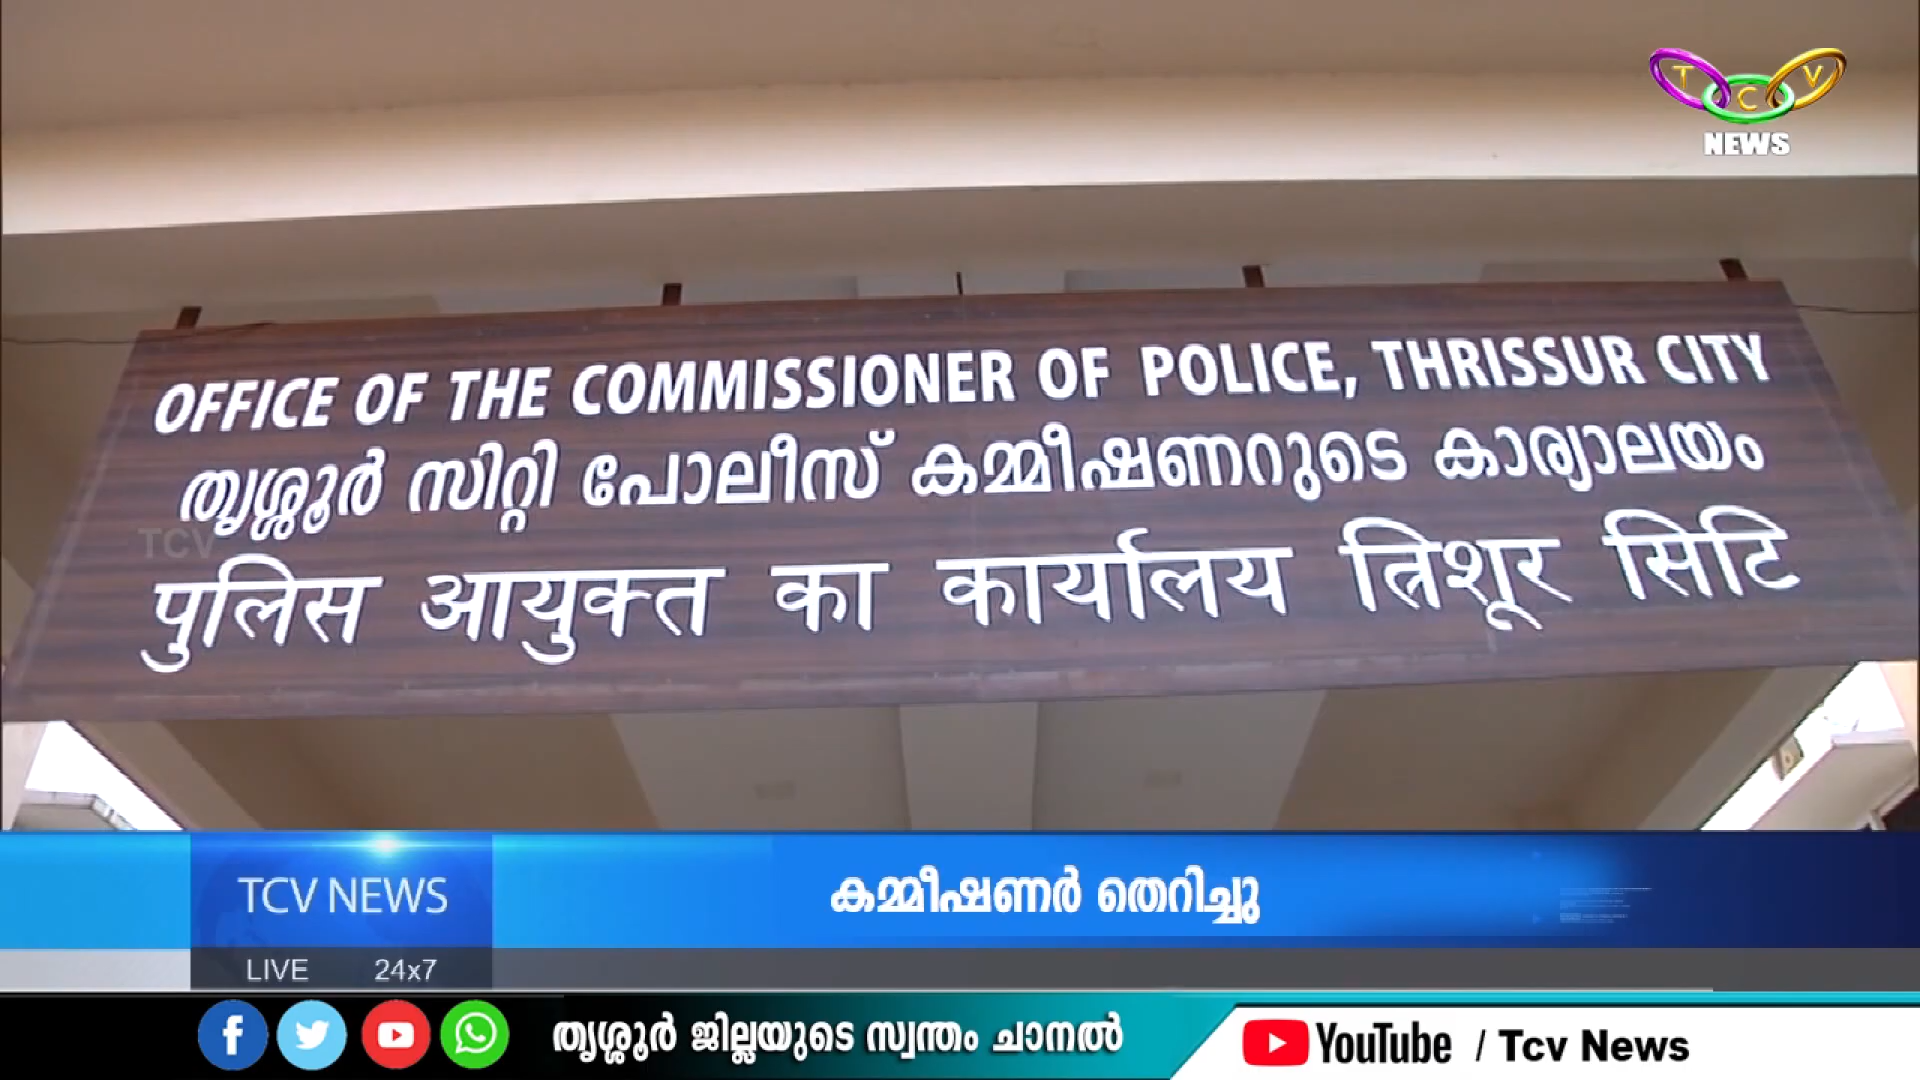 T C V
NEWS
OFFICE OF THE COMMISSIONER OF POLICE, THRISSUR CITY
തൃശ്ശൂർ സിറ്റി പോലീസ് കമ്മീഷണറുടെ കാര്യാലയം
TCV
पुलिस आयुक्त का कार्यालय त्रिशूर सिटि
TCV NEWS
കമ്മീഷണർ തെറിച്ചു
LIVE 24x7
തൃശ്ശൂർ ജില്ലയുടെ സ്വന്തം ചാനൽ
YouTube / Tcv News